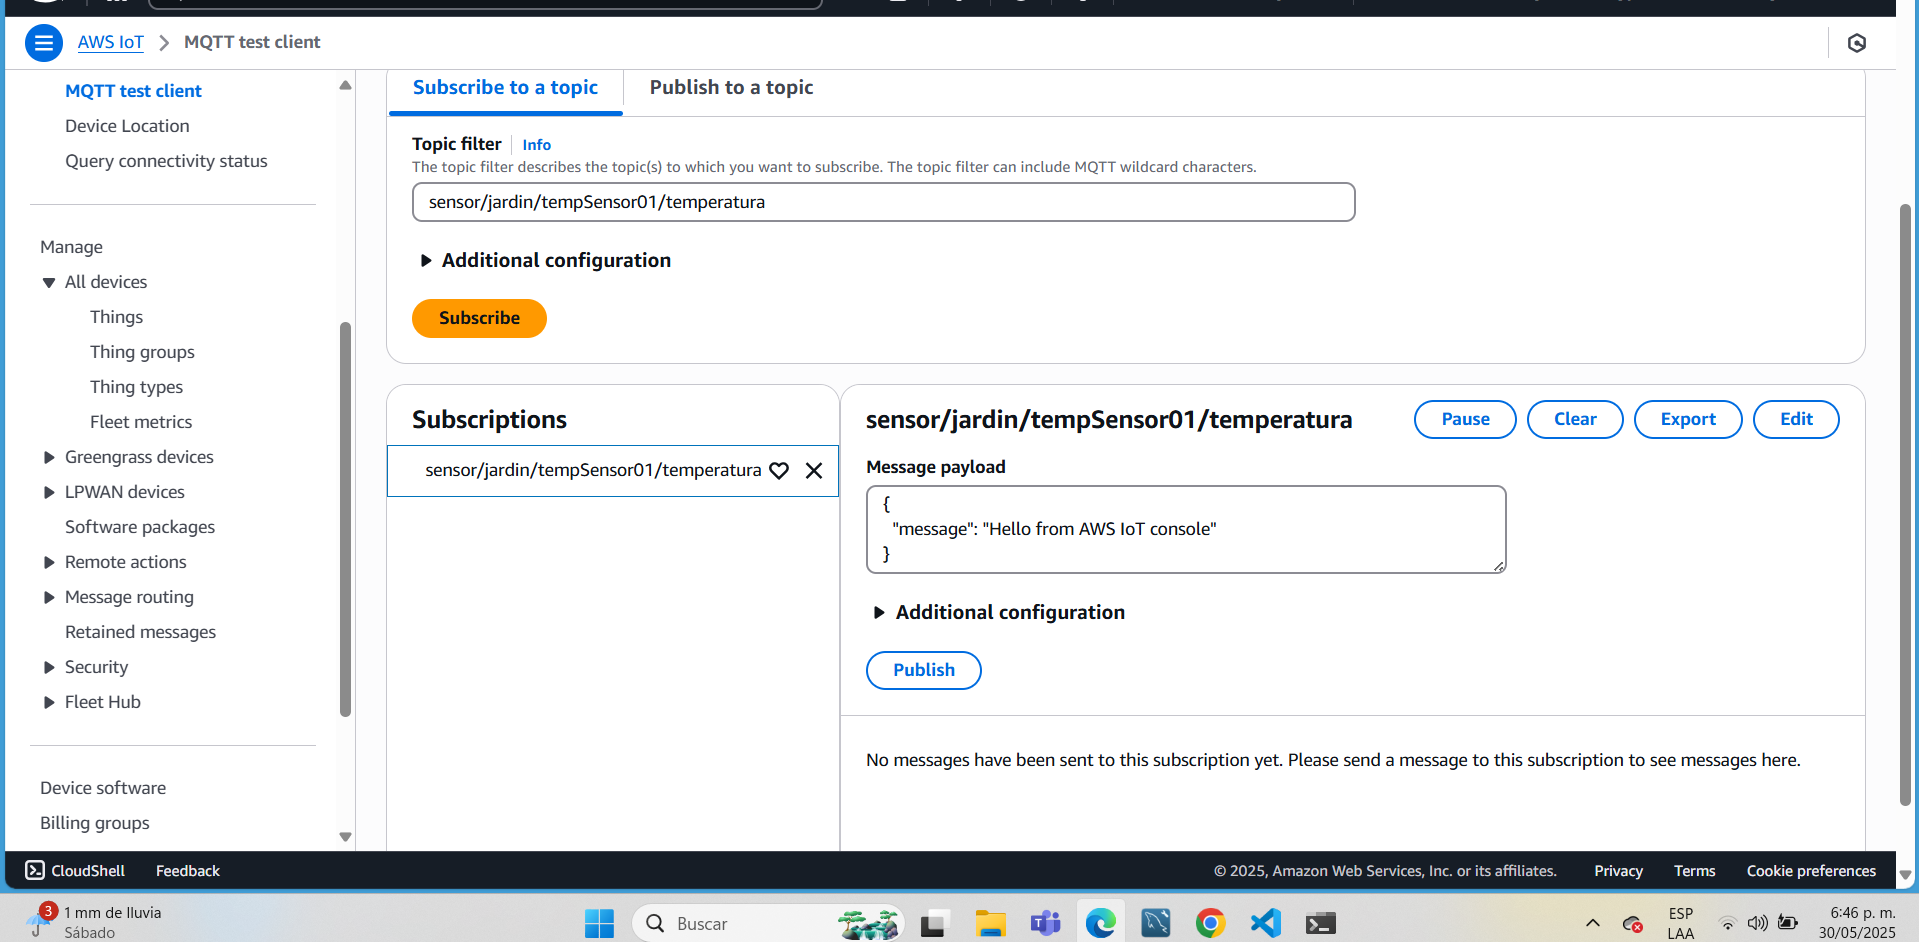 AWS IoT
MQTT test client
MQTT test client
Device Location
Query connectivity status
Manage
All devices
Things
Thing groups
Thing types
Fleet metrics
Greengrass devices
LPWAN devices
Software packages
Remote actions
Message routing
Retained messages
Security
Fleet Hub
Device software
Billing groups
Subscribe to a topic
Publish to a topic
Topic filter
Info
The topic filter describes the topic(s) to which you want to subscribe. The topic filter can include MQTT wildcard characters.
sensor/jardin/tempSensor01/temperatura
Additional configuration
Subscribe
Subscriptions
sensor/jardin/tempSensor01/temperatura
sensor/jardin/tempSensor01/temperatura
Pause
Clear
Export
Edit
Message payload
{
"message": "Hello from AWS IoT console"
}
Additional configuration
Publish
No messages have been sent to this subscription yet. Please send a message to this subscription to see messages here.
CloudShell
Feedback
© 2025, Amazon Web Services, Inc. or its affiliates.
Privacy
Terms
Cookie preferences
3
1 mm de lluvia
Sábado
Buscar
ESP
LAA
6:46 p. m.
30/05/2025